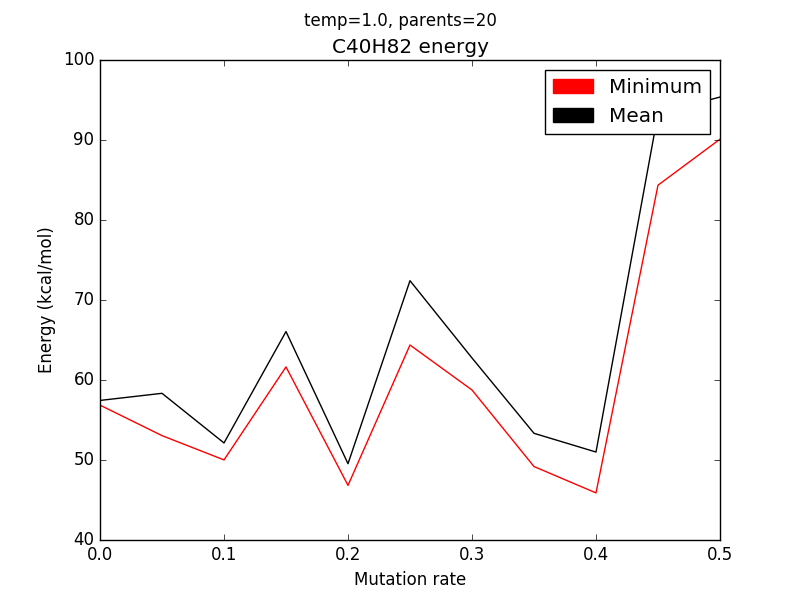 temp=1.0, parents=20
C40H82 energy
Minimum
Mean
Energy (kcal/mol)
100
90
80
70
60
50
40
0.0 0.1 0.2 0.3 0.4 0.5
Mutation rate